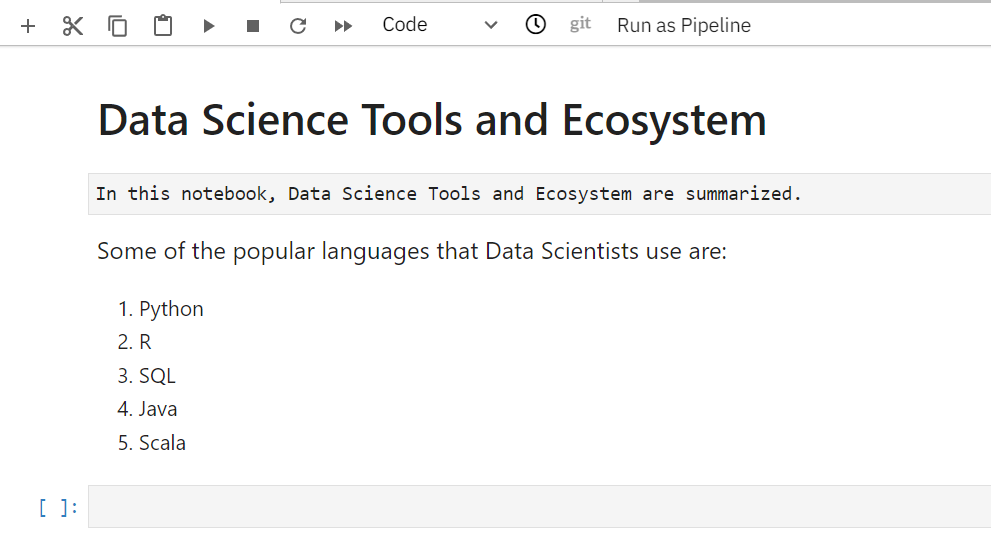 Code git Run as Pipeline
Data Science Tools and Ecosystem
In this notebook, Data Science Tools and Ecosystem are summarized.
Some of the popular languages that Data Scientists use are:
1. Python
2. R
3. SQL
4. Java
5. Scala
[ ]: